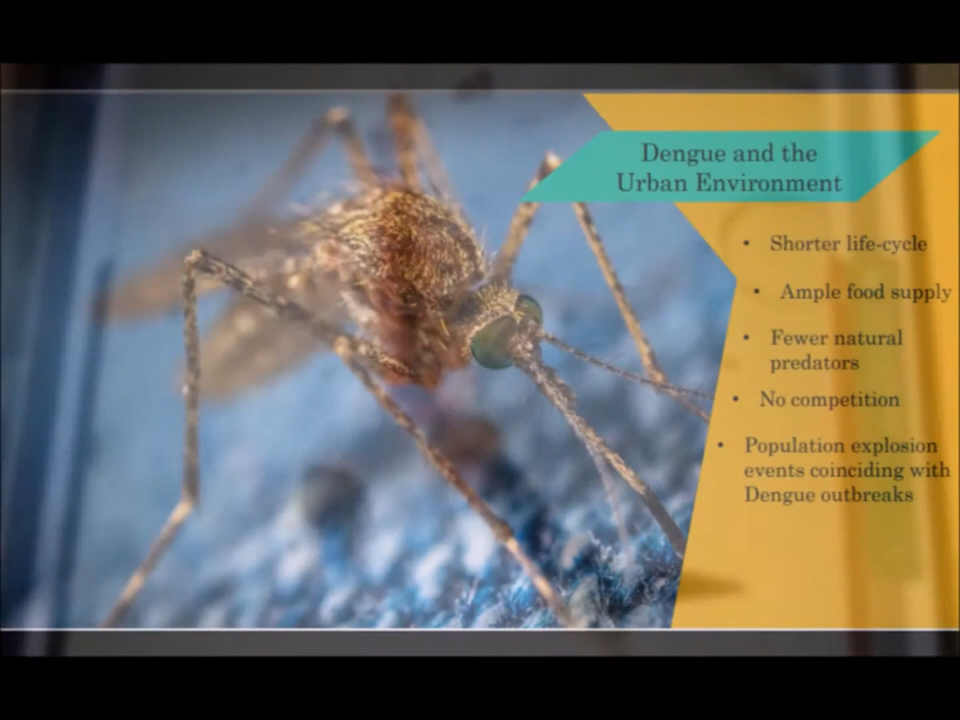 Dengue and the
Urban Environment
• Shorter life-cycle
• Ample food supply
• Fewer natural
predators
• No competition
• Population explosion
events coinciding with
Dengue outbreaks